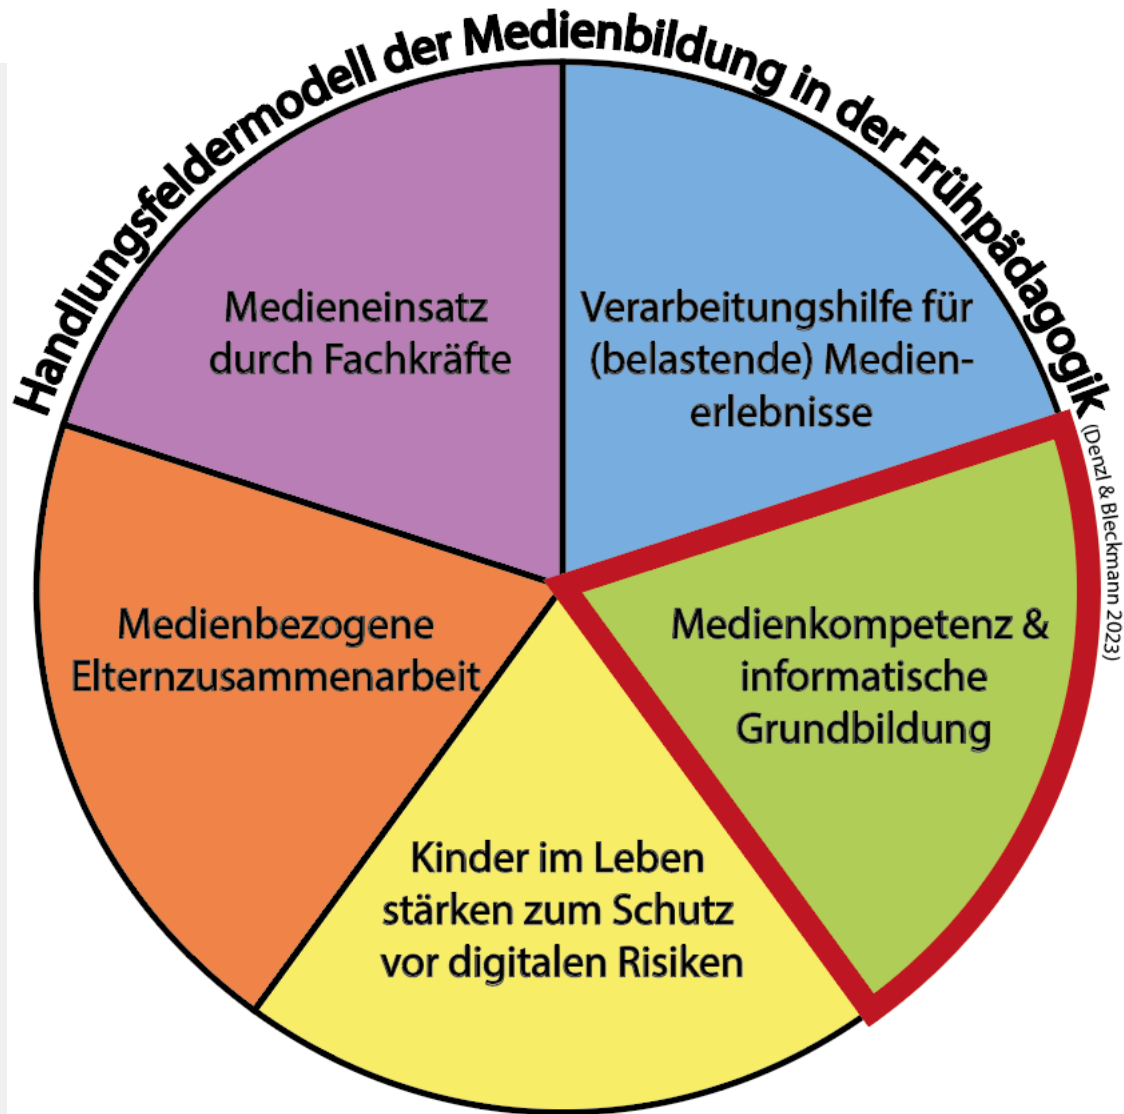 Handlungsfeldermodell der Medienbildung in der Frühpädagogik
(Denzl & Bleckmann 2023)
Medieneinsatz
durch Fachkräfte
Verarbeitungshilfe für
(belastende) Medien-
erlebnisse
Medienbezogene
Elternzusammenarbeit
Medienkompetenz &
informatische
Grundbildung
Kinder im Leben
stärken zum Schutz
vor digitalen Risiken